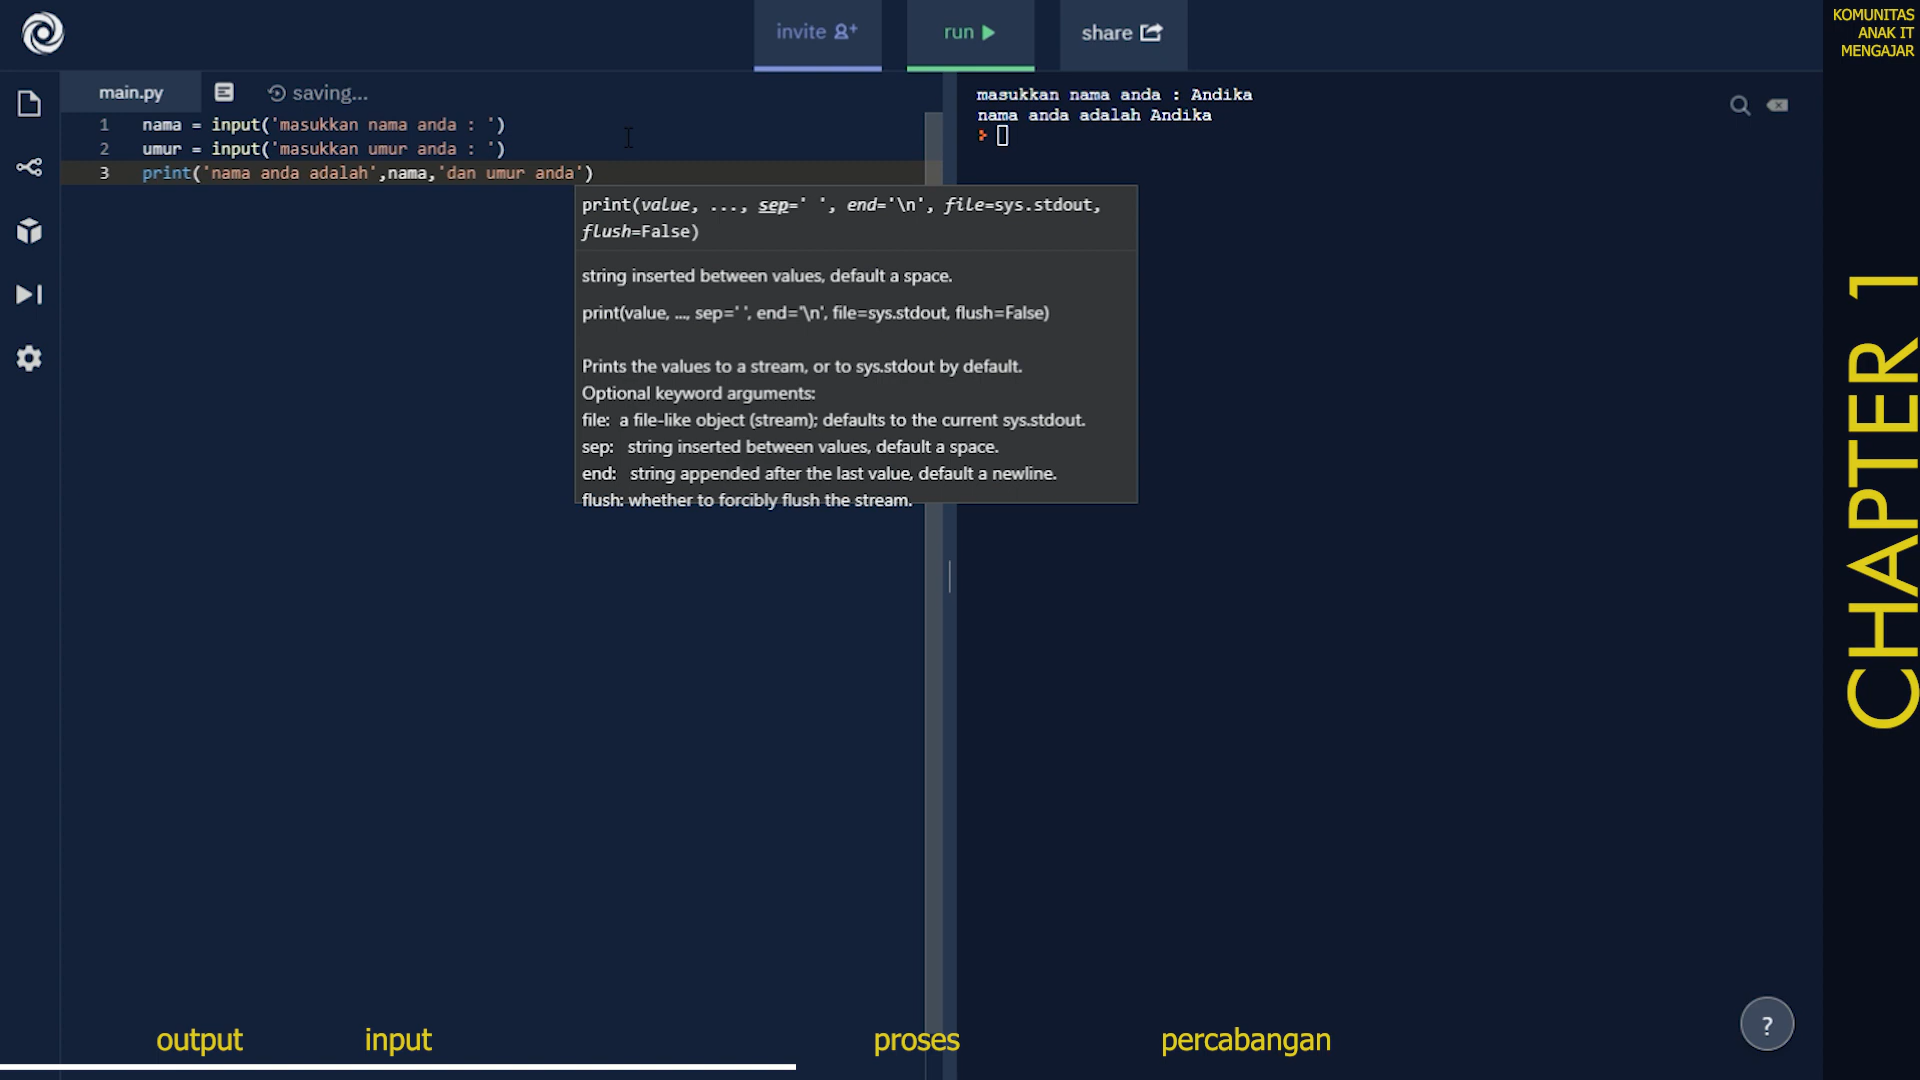 invite
run
share
KOMUNITAS
ANAK IT
MENGAJAR
main.py
saving...
1 nama = input('masukkan nama anda : ')
2 umur = input('masukkan umur anda : ')
3 print('nama anda adalah',nama,'dan umur anda')
print(value, ..., sep=' ', end='\n', file=sys.stdout,
flush=False)
string inserted between values, default a space.
print(value, ..., sep=' ', end='\n', file=sys.stdout, flush=False)
Prints the values to a stream, or to sys.stdout by default.
Optional keyword arguments:
file: a file-like object (stream); defaults to the current sys.stdout.
sep: string inserted between values, default a space.
end: string appended after the last value, default a newline.
flush: whether to forcibly flush the stream.
masukkan nama anda : Andika
nama anda adalah Andika
CHAPTER 1
output
input
proses
percabangan
?